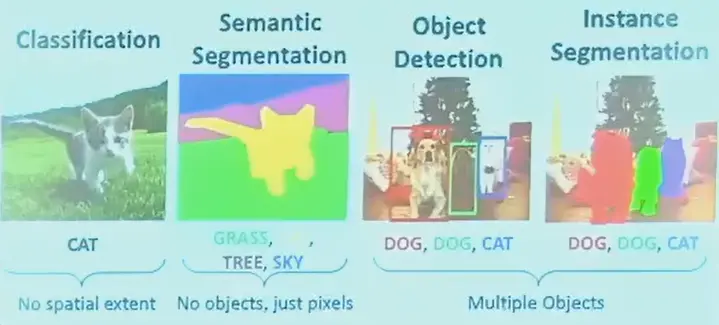 Classification
Semantic
Segmentation
Object
Detection
Instance
Segmentation
CAT
GRASS, ,
TREE, SKY
DOG, DOG, CAT
DOG, DOG, CAT
No spatial extent
No objects, just pixels
Multiple Objects